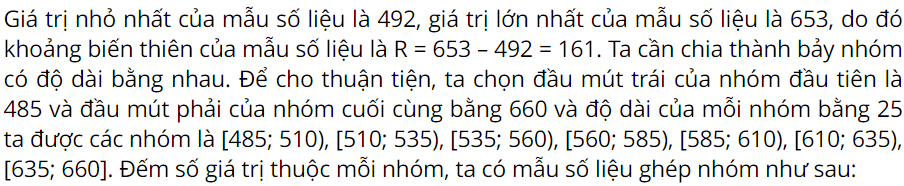 Giá trị nhỏ nhất của mẫu số liệu là 492, giá trị lớn nhất của mẫu số liệu là 653, do đó
khoảng biến thiên của mẫu số liệu là R = 653 – 492 = 161. Ta cần chia thành bảy nhóm
có độ dài bằng nhau. Để cho thuận tiện, ta chọn đầu mút trái của nhóm đầu tiên là
485 và đầu mút phải của nhóm cuối cùng bằng 660 và độ dài của mỗi nhóm bằng 25
ta được các nhóm là [485; 510), [510; 535), [535; 560), [560; 585), [585; 610), [610; 635),
[635; 660]. Đếm số giá trị thuộc mỗi nhóm, ta có mẫu số liệu ghép nhóm như sau: